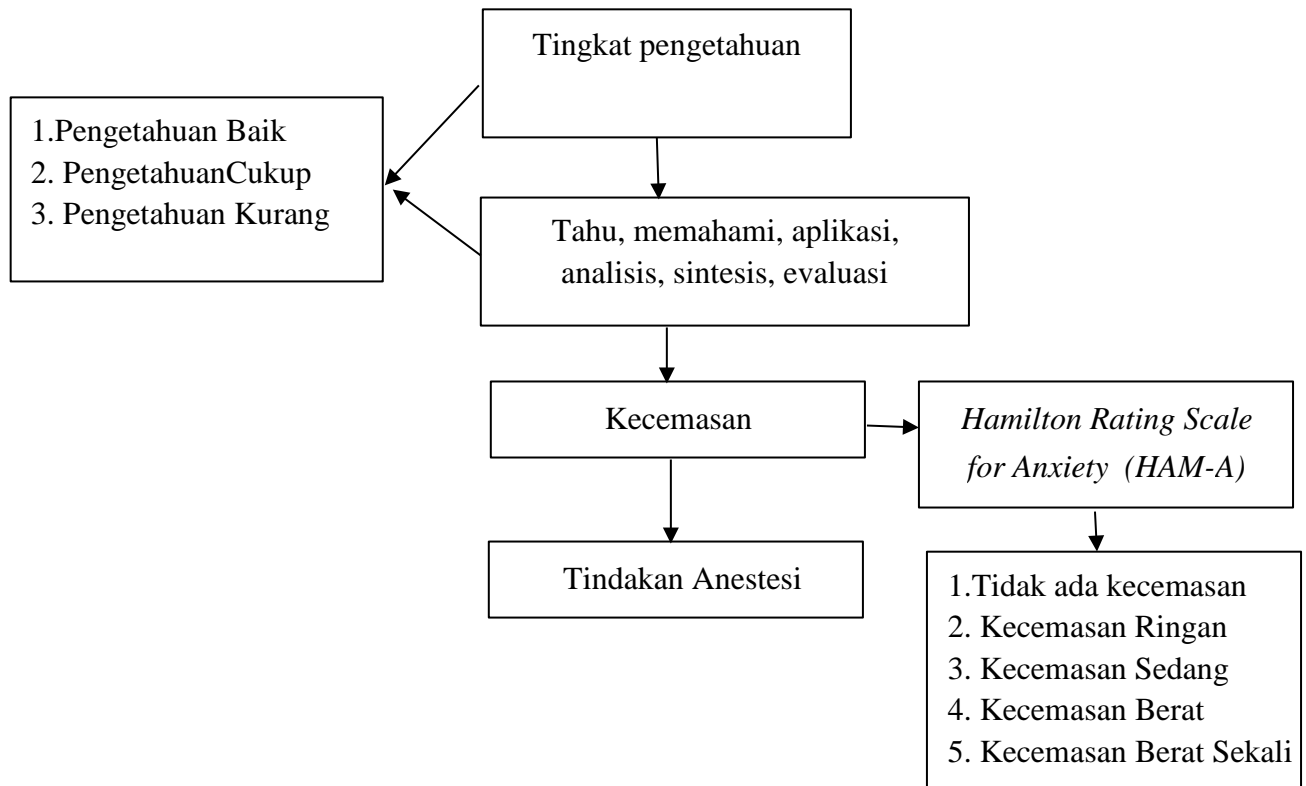 Tingkat pengetahuan
1.Pengetahuan Baik
2. PengetahuanCukup
3. Pengetahuan Kurang
Tahu, memahami, aplikasi,
analisis, sintesis, evaluasi
Kecemasan
Hamilton Rating Scale
for Anxiety (HAM-A)
Tindakan Anestesi
1.Tidak ada kecemasan
2. Kecemasan Ringan
3. Kecemasan Sedang
4. Kecemasan Berat
5. Kecemasan Berat Sekali